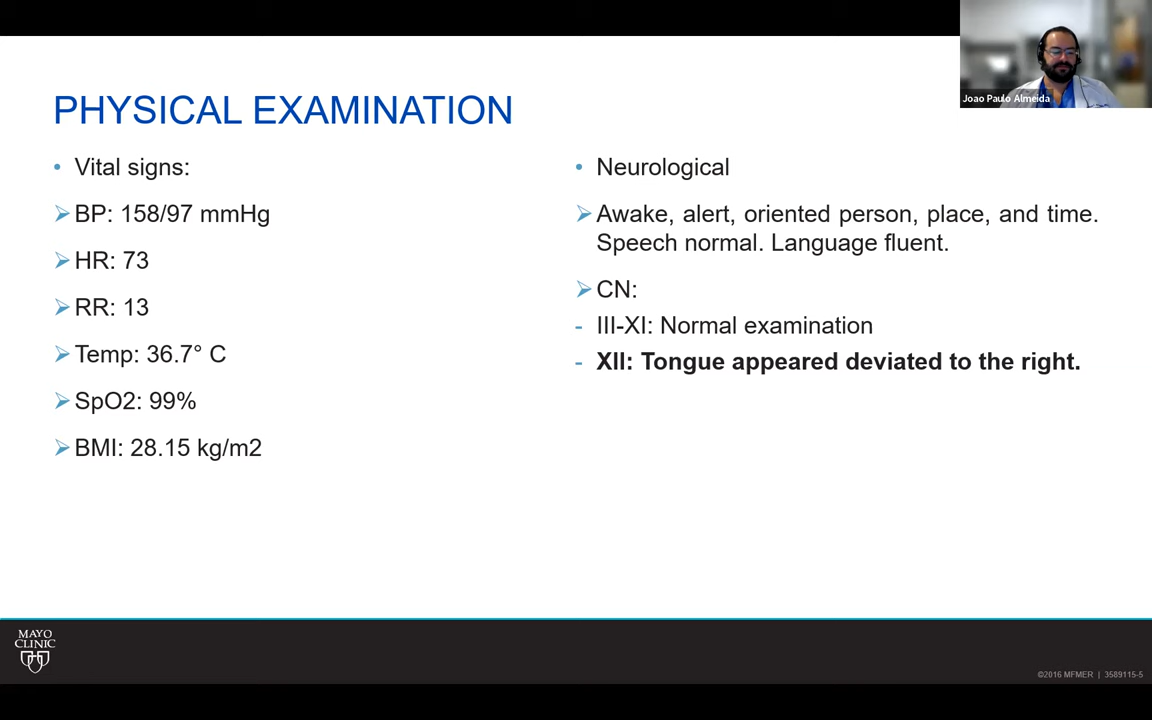 Joao Paulo Almeida
PHYSICAL EXAMINATION
• Vital signs:
➢ BP: 158/97 mmHg
➢ HR: 73
➢ RR: 13
➢ Temp: 36.7° C
➢ SpO2: 99%
➢ BMI: 28.15 kg/m2
• Neurological
➢ Awake, alert, oriented person, place, and time.
Speech normal. Language fluent.
➢ CN:
- III-XI: Normal examination
- XII: Tongue appeared deviated to the right.
MAYO
CLINIC
©2016 MFMER | 3589115-5